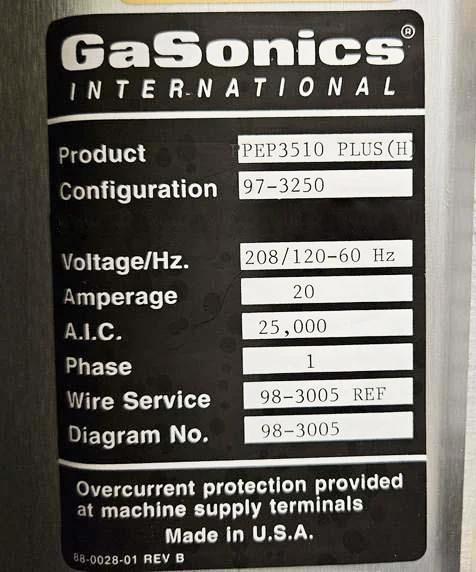 GaSonics®
INTERNATIONAL
Product PEP3510 PLUS(H
Configuration 97-3250
Voltage/Hz. 208/120-60 Hz
Amperage 20
A.I.C. 25,000
Phase 1
Wire Service 98-3005 REF
Diagram No. 98-3005
Overcurrent protection provided
at machine supply terminals
Made in U.S.A.
88-0028-01 REV B